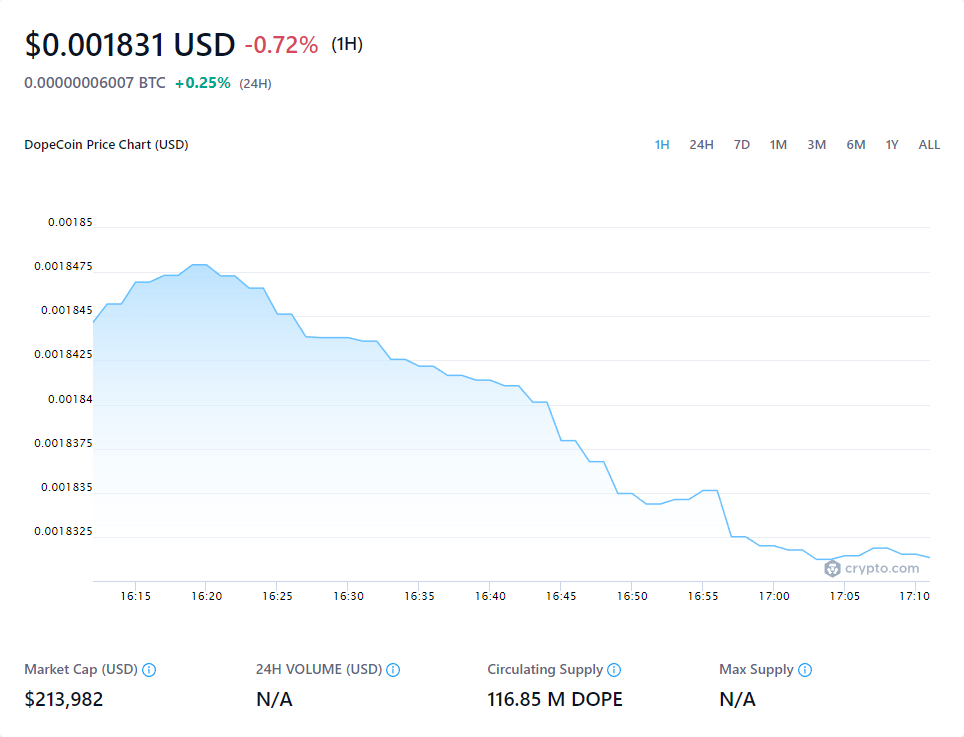 $0.001831 USD -0.72% (1H)
0.00000006007 BTC +0.25% (24H)
DopeCoin Price Chart (USD) 1H 24H 7D 1M 3M 6M 1Y ALL
0.00185
0.0018475
0.001845
0.0018425
0.00184
0.0018375
0.001835
0.0018325
crypto.com
16:15 16:20 16:25 16:30 16:35 16:40 16:45 16:50 16:55 17:00 17:05 17:10
Market Cap (USD) 24H VOLUME (USD) Circulating Supply Max Supply
$213,982 N/A 116.85 M DOPE N/A